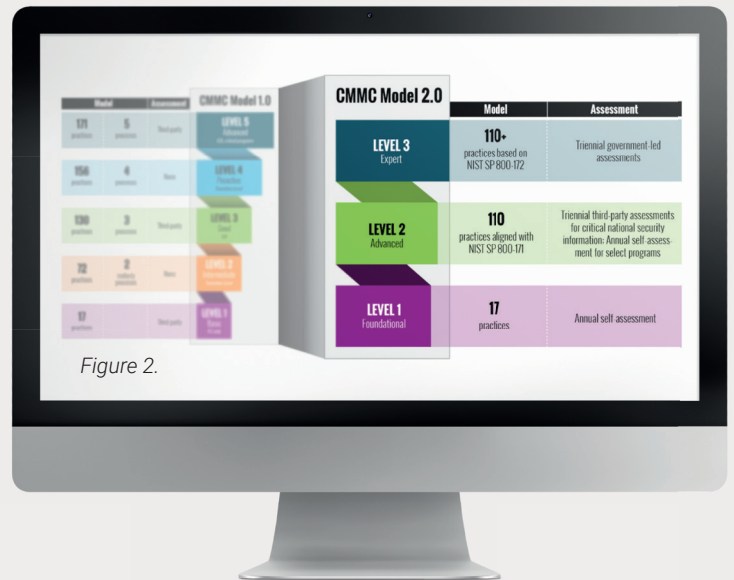 Model Assessment
CMMC Model 1.0
171
practices
5
processes
Third-party
LEVEL 5
Advanced
156
practices
4
processes
None
LEVEL 4
Proactive
130
practices
3
processes
Third-party
LEVEL 3
Good
72
practices
2
maturity
processes
None
LEVEL 2
17
practices
Third-party
LEVEL 1
Basic
CMMC Model 2.0
Model Assessment
LEVEL 3
Expert
110+
practices based on
NIST SP 800-172
Triennial government-led
assessments
LEVEL 2
Advanced
110
practices aligned with
NIST SP 800-171
Triennial third-party assessments
for critical national security
information; Annual self-assess-
ment for select programs
LEVEL 1
Foundational
17
practices
Annual self-assessment
Figure 2.